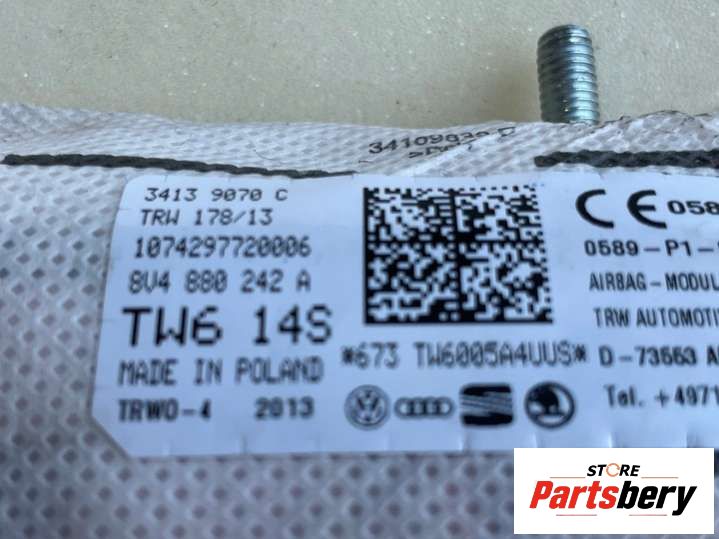 3413 9070 C
TRW 178/13
1074297720006
8V4 880 242 A
TW6 14S
MADE IN POLAND
TRWO-4 2013
*673 TW6005A4UUS*
CE 058
0589-P1-
AIRBAG-MODUL
TRW AUTOMOTI
D-73553 A
Tel. +4971
STORE
Partsbery